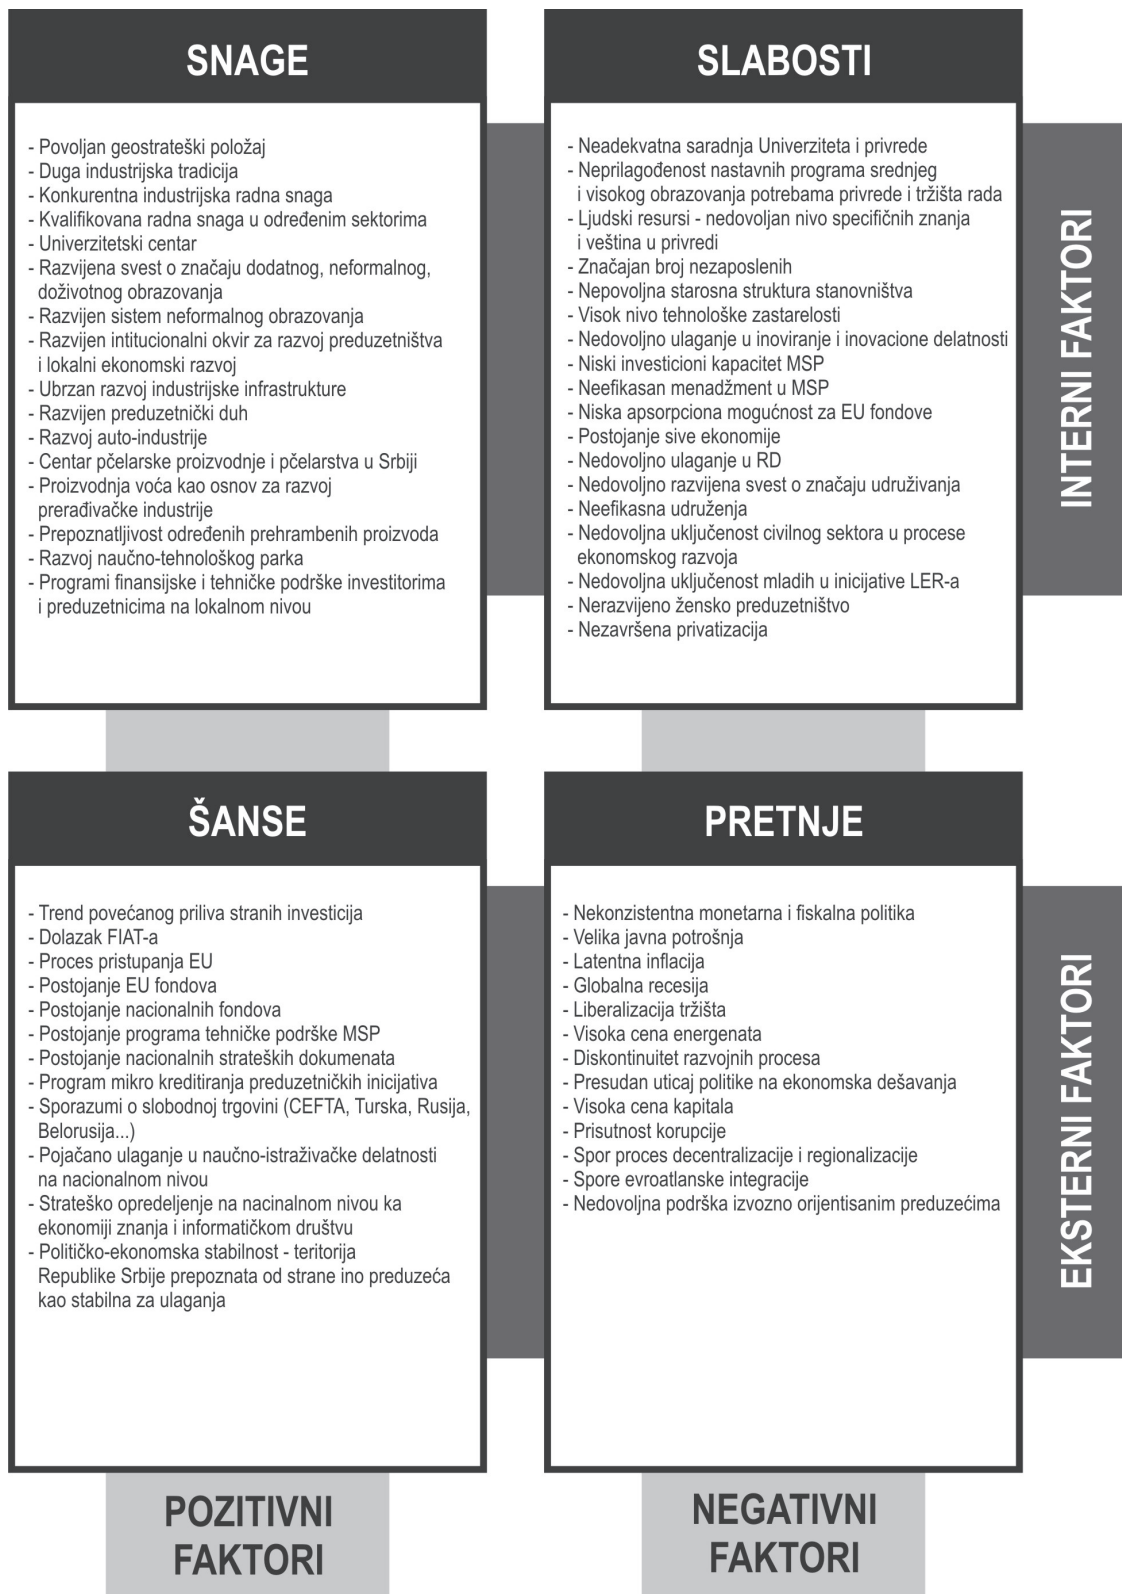 SNAGE
- Povoljan geostrateški položaj
- Duga industrijska tradicija
- Konkurentna industrijska radna snaga
- Kvalifikovana radna snaga u određenim sektorima
- Univerzitetski centar
- Razvijena svest o značaju dodatnog, neformalnog,
doživotnog obrazovanja
- Razvijen sistem neformalnog obrazovanja
- Razvijen intitucionalni okvir za razvoj preduzetništva
i lokalni ekonomski razvoj
- Ubrzan razvoj industrijske infrastrukture
- Razvijen preduzetnički duh
- Razvoj auto-industrije
- Centar pčelarske proizvodnje i pčelarstva u Srbiji
- Proizvodnja voća kao osnov za razvoj
prerađivačke industrije
- Prepoznatljivost određenih prehrambenih proizvoda
- Razvoj naučno-tehnološkog parka
- Programi finansijske i tehničke podrške investitorima
i preduzetnicima na lokalnom nivou
SLABOSTI
- Neadekvatna saradnja Univerziteta i privrede
- Neprilagođenost nastavnih programa srednjeg
i visokog obrazovanja potrebama privrede i tržišta rada
- Ljudski resursi - nedovoljan nivo specifičnih znanja
i veština u privredi
- Značajan broj nezaposlenih
- Nepovoljna starosna struktura stanovništva
- Visok nivo tehnološke zastarelosti
- Nedovoljno ulaganje u inoviranje i inovacione delatnosti
- Niski investicioni kapacitet MSP
- Neefikasan menadžment u MSP
- Niska apsorpciona mogućnost za EU fondove
- Postojanje sive ekonomije
- Nedovoljno ulaganje u RD
- Nedovoljno razvijena svest o značaju udruživanja
- Neefikasna udruženja
- Nedovoljna uključenost civilnog sektora u procese
ekonomskog razvoja
- Nedovoljna uključenost mladih u inicijative LER-a
- Nerazvijeno žensko preduzetništvo
- Nezavršena privatizacija
INTERNI FAKTORI
ŠANSE
- Trend povećanog priliva stranih investicija
- Dolazak FIAT-a
- Proces pristupanja EU
- Postojanje EU fondova
- Postojanje nacionalnih fondova
- Postojanje programa tehničke podrške MSP
- Postojanje nacionalnih strateških dokumenata
- Program mikro kreditiranja preduzetničkih inicijativa
- Sporazumi o slobodnoj trgovini (CEFTA, Turska, Rusija,
Belorusija...)
- Pojačano ulaganje u naučno-istraživačke delatnosti
na nacionalnom nivou
- Strateško opredeljenje na nacinalnom nivou ka
ekonomiji znanja i informatičkom društvu
- Političko-ekonomska stabilnost - teritorija
Republike Srbije prepoznata od strane ino preduzeća
kao stabilna za ulaganja
PRETNJE
- Nekonzistentna monetarna i fiskalna politika
- Velika javna potrošnja
- Latentna inflacija
- Globalna recesija
- Liberalizacija tržišta
- Visoka cena energenata
- Diskontinuitet razvojnih procesa
- Presudan uticaj politike na ekonomska dešavanja
- Visoka cena kapitala
- Prisutnost korupcije
- Spor proces decentralizacije i regionalizacije
- Spore evroatlanske integracije
- Nedovoljna podrška izvozno orijentisanim preduzećima
EKSTERNI FAKTORI
POZITIVNI
FAKTORI
NEGATIVNI
FAKTORI